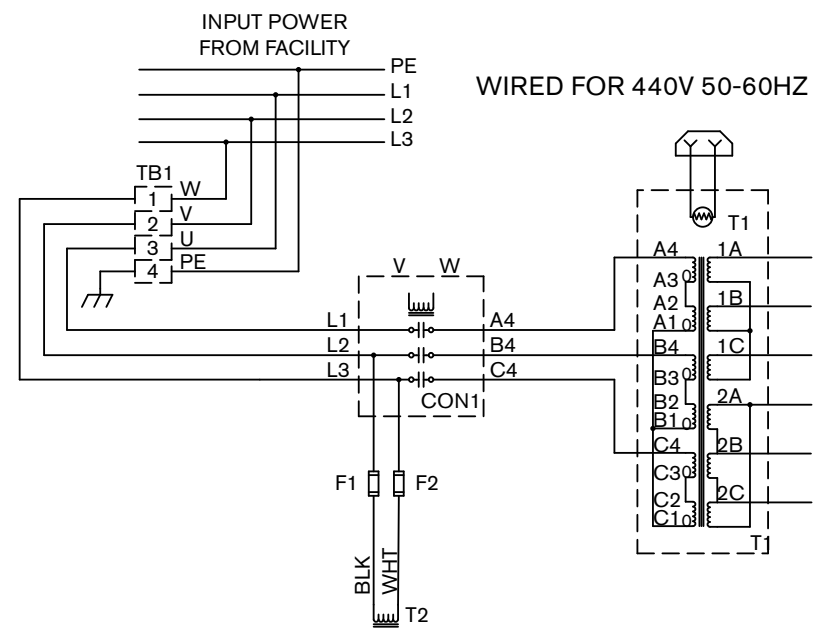 INPUT POWER
FROM FACILITY
PE
L1
L2
L3
WIRED FOR 440V 50-60HZ
TB1
1 W
2 V
3 U
4 PE
V W
L1 A4
L2 B4
L3 C4
CON1
F1 F2
BLK WHT
T2
T1
A4 1A
A3
A2 1B
A1
B4 1C
B3
B2 2A
B1
C4 2B
C3
C2 2C
C1
T1